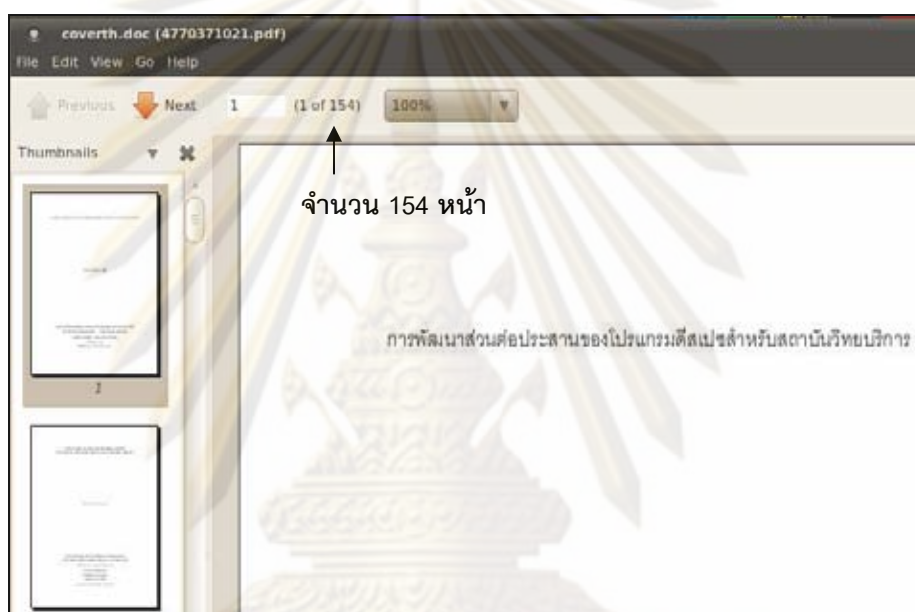 coverth.doc (4770371021.pdf)
File Edit View Go Help
Previous Next 1 (1 of 154) 100%
Thumbnails
จำนวน 154 หน้า
การพัฒนาส่วนต่อประสานของโปรแกรมดีสเปซสำหรับสถาบันวิทยบริการ
1